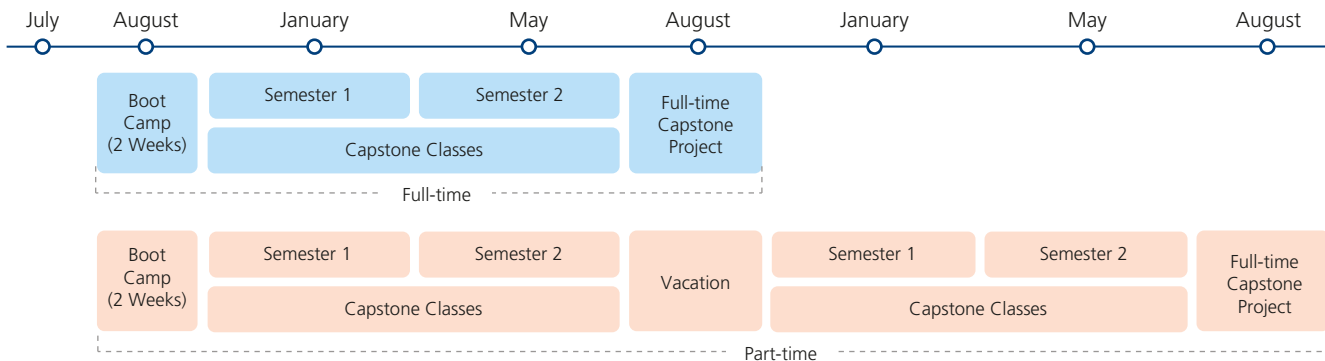 July August January May August January May August
Boot
Camp
(2 Weeks)
Semester 1
Semester 2
Capstone Classes
Full-time
Capstone
Project
Full-time
Boot
Camp
(2 Weeks)
Semester 1
Semester 2
Capstone Classes
Vacation
Semester 1
Semester 2
Capstone Classes
Full-time
Capstone
Project
Part-time